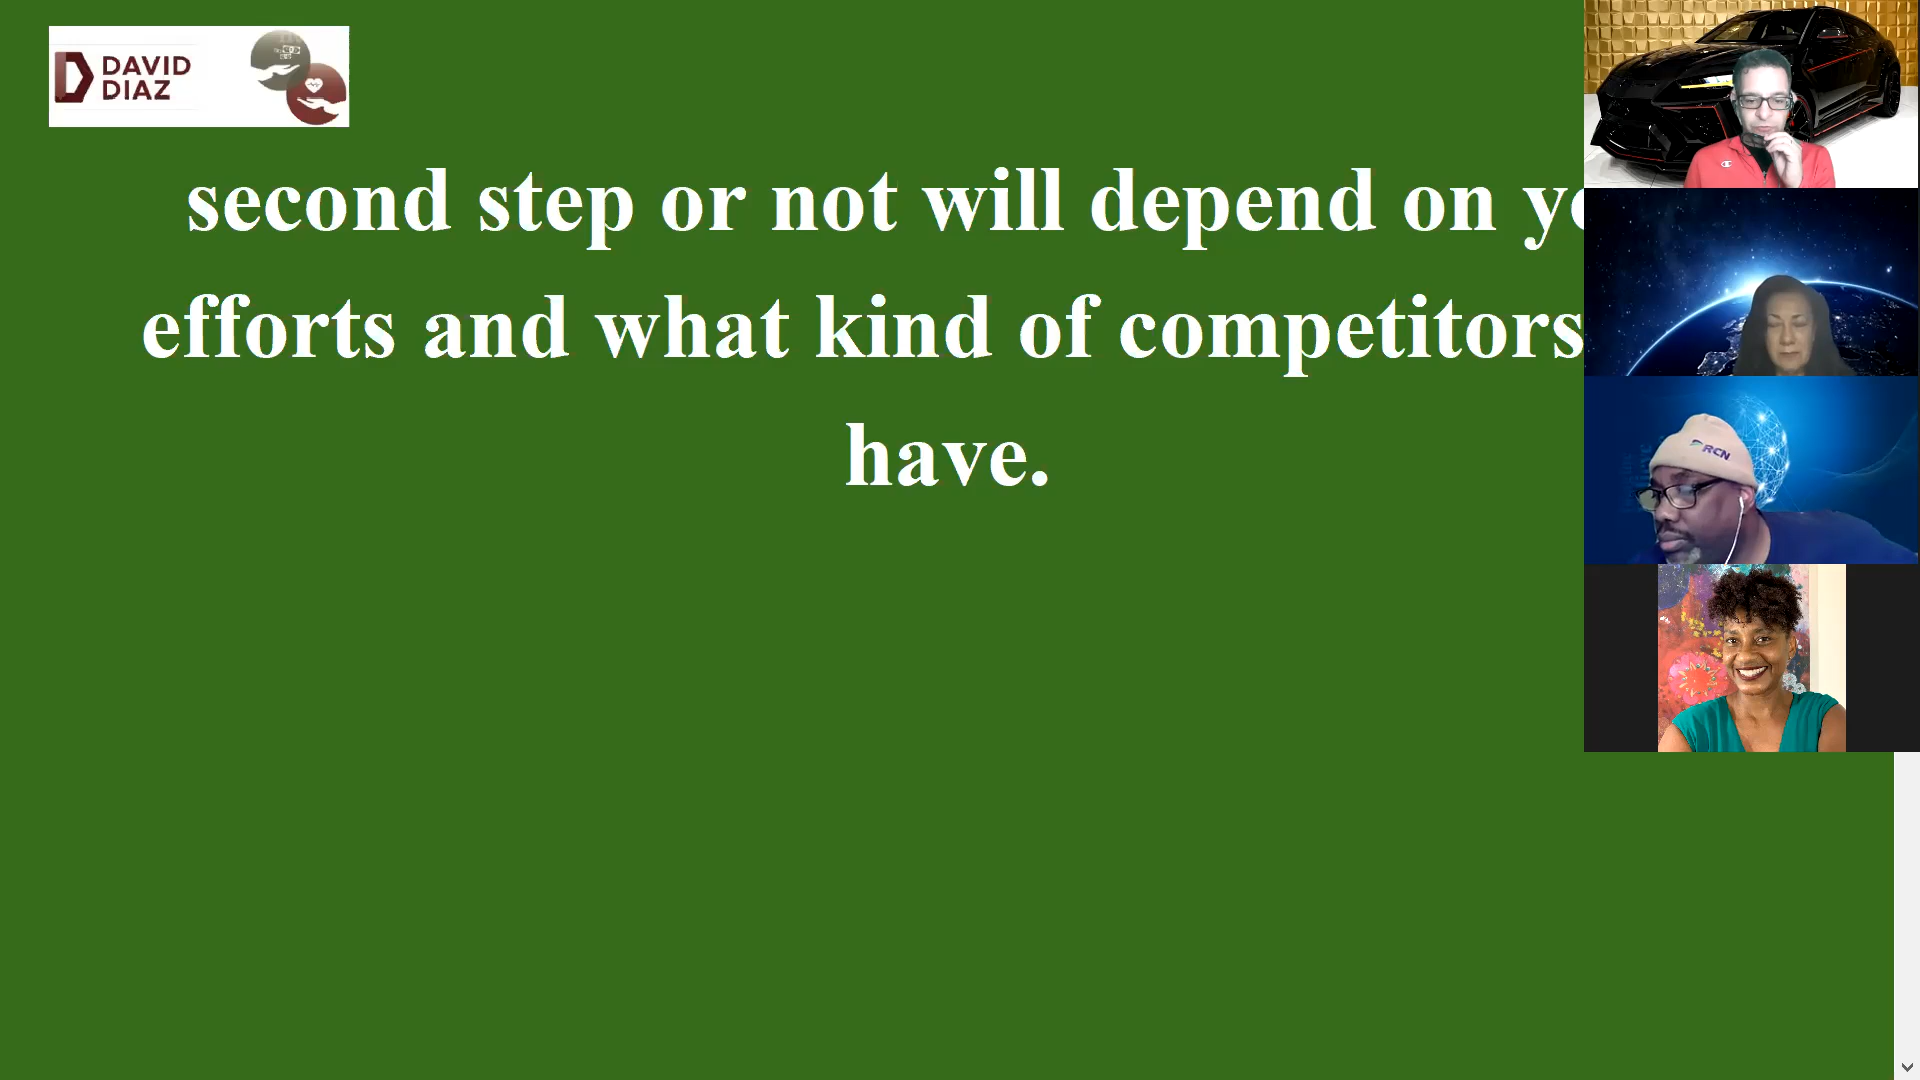 DAVID
DIAZ
second step or not will depend on
efforts and what kind of competitors
have.
RCN